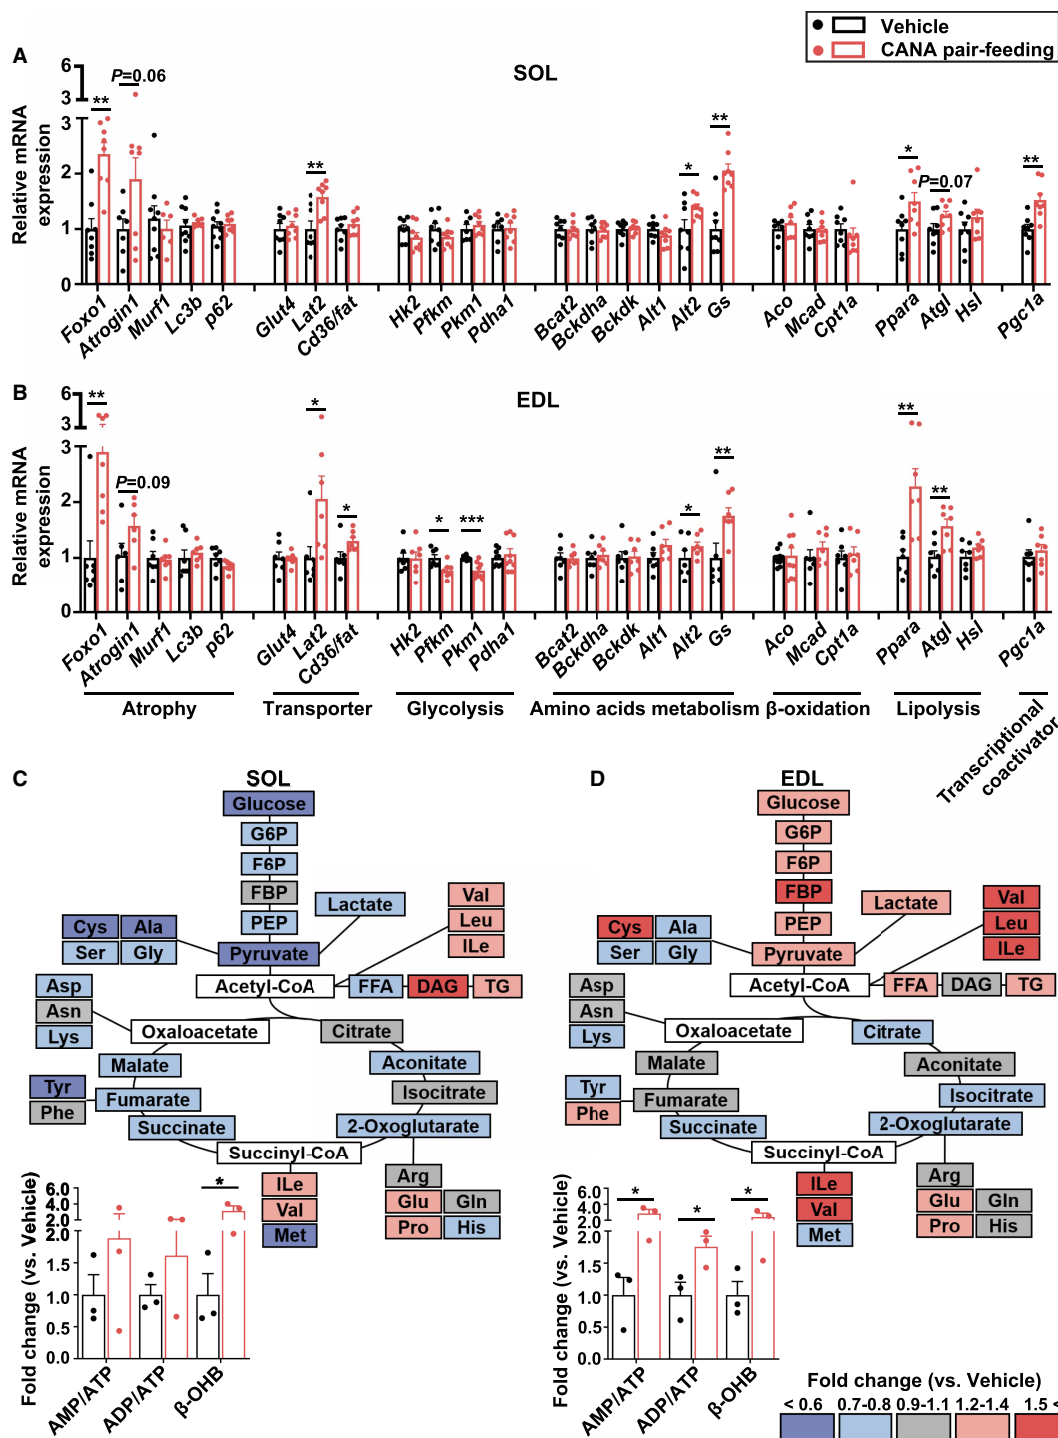 Vehicle
CANA pair-feeding
A
SOL
Relative mRNA
expression
6
3
3
2
1
0
** P=0.06 ** * ** * P=0.07 **
Foxo1 Atrogin1 Murf1 Lc3b p62 Glut4 Lat2 Cd36/fat Hk2 Pfkm Pkm1 Pdha1 Bcat2 Bckdha Bckdk Alt1 Alt2 Gs Aco Mcad Cpt1a Ppara Atgl Hsl Pgc1a
B
EDL
Relative mRNA
expression
6
3
3
2
1
0
** P=0.09 * * * *** * ** ** **
Foxo1 Atrogin1 Murf1 Lc3b p62 Glut4 Lat2 Cd36/fat Hk2 Pfkm Pkm1 Pdha1 Bcat2 Bckdha Bckdk Alt1 Alt2 Gs Aco Mcad Cpt1a Ppara Atgl Hsl Pgc1a
Atrophy Transporter Glycolysis Amino acids metabolism β-oxidation Lipolysis
Transcriptional
coactivator
C
SOL
Glucose
G6P
F6P
FBP
PEP
Lactate
Val
Leu
ILe
Cys Ala
Ser Gly
Pyruvate
Acetyl-CoA FFA DAG TG
Asp
Asn
Lys
Oxaloacetate Citrate
Malate Aconitate
Tyr
Phe
Fumarate Isocitrate
Succinate 2-Oxoglutarate
Succinyl-CoA
ILe
Val
Met
Arg
Glu Gln
Pro His
Fold change (vs. Vehicle)
6.0
4.0
2.0
2.0
1.5
1.0
0.5
0.0
*
AMP/ATP ADP/ATP β-OHB
D
EDL
Glucose
G6P
F6P
FBP
PEP
Lactate
Val
Leu
ILe
Cys Ala
Ser Gly
Pyruvate
Acetyl-CoA FFA DAG TG
Asp
Asn
Lys
Oxaloacetate Citrate
Malate Aconitate
Tyr
Phe
Fumarate Isocitrate
Succinate 2-Oxoglutarate
Succinyl-CoA
ILe
Val
Met
Arg
Glu Gln
Pro His
Fold change (vs. Vehicle)
6.0
4.0
2.0
2.0
1.5
1.0
0.5
0.0
* * *
AMP/ATP ADP/ATP β-OHB
Fold change (vs. Vehicle)
< 0.6 0.7-0.8 0.9-1.1 1.2-1.4 1.5 <